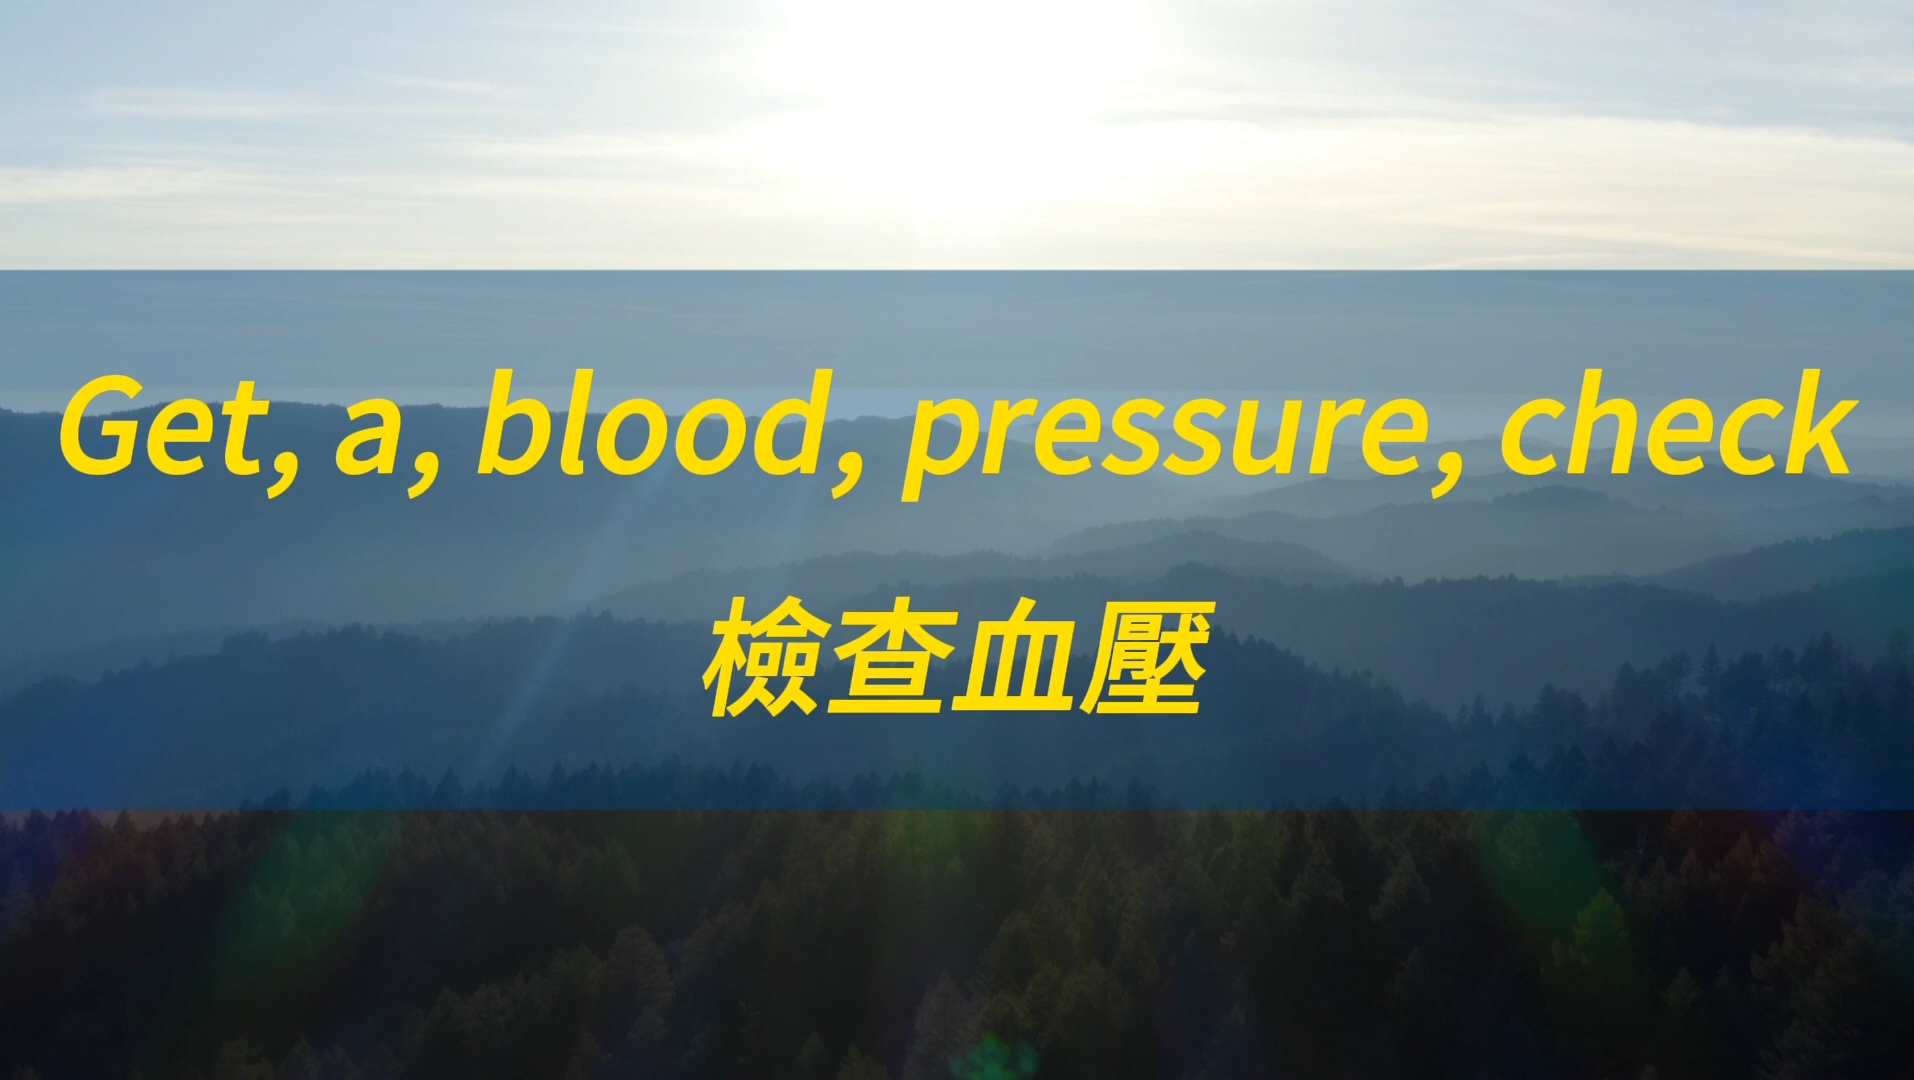 Get, a, blood, pressure, check
檢查血壓